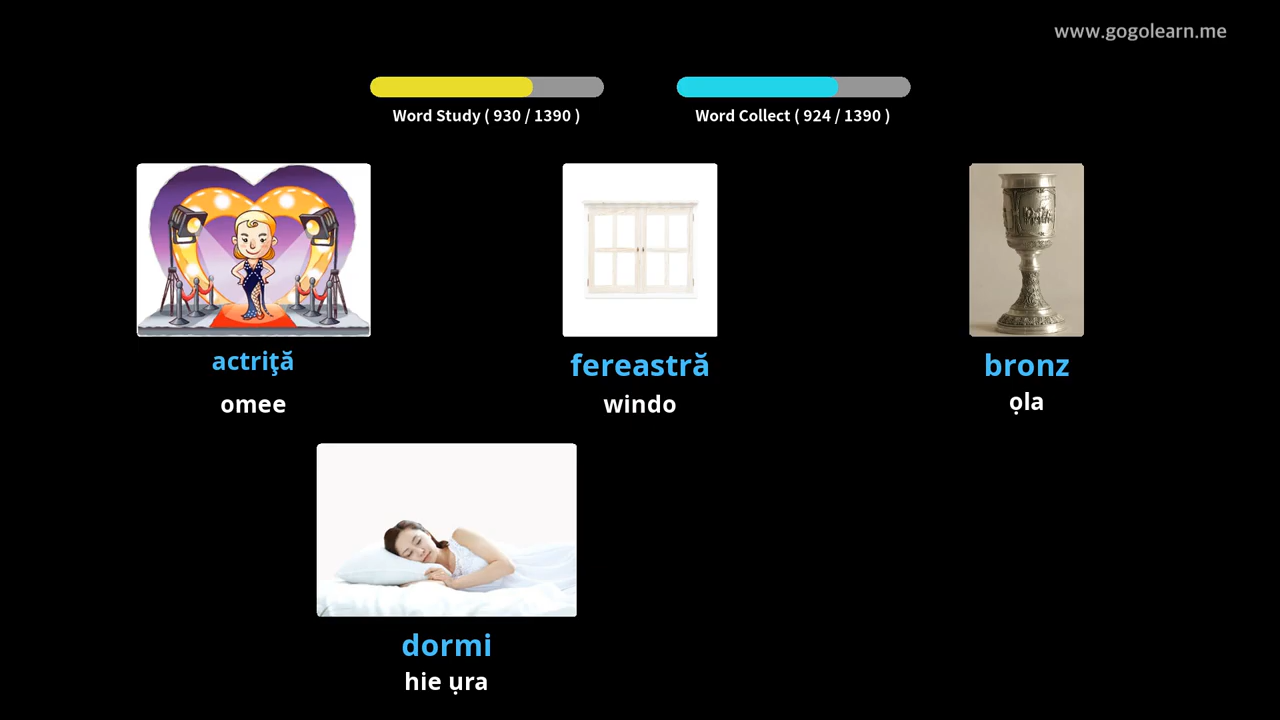 www.gogolearn.me
Word Study ( 930 / 1390 )
Word Collect ( 924 / 1390 )
actriţă
fereastră
bronz
omee
windo
ọla
dormi
hie ụra